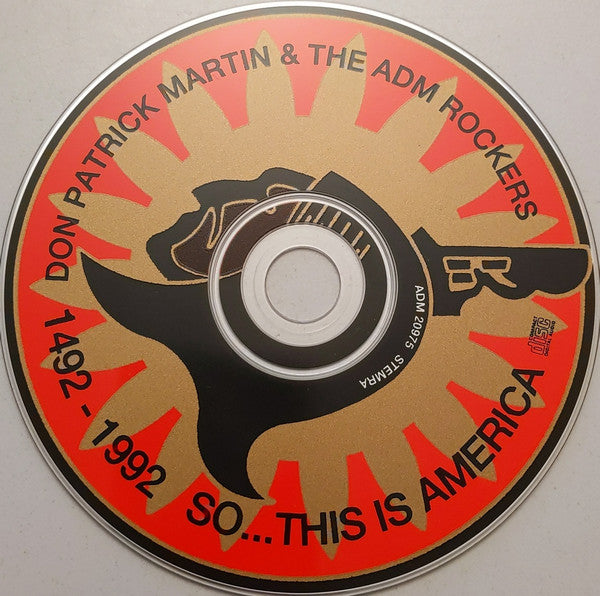 DON PATRICK MARTIN & THE ADM ROCKERS
1492 - 1992 SO...THIS IS AMERICA
ADM 20975 STEMRA
COMPACT
disc
DIGITAL AUDIO